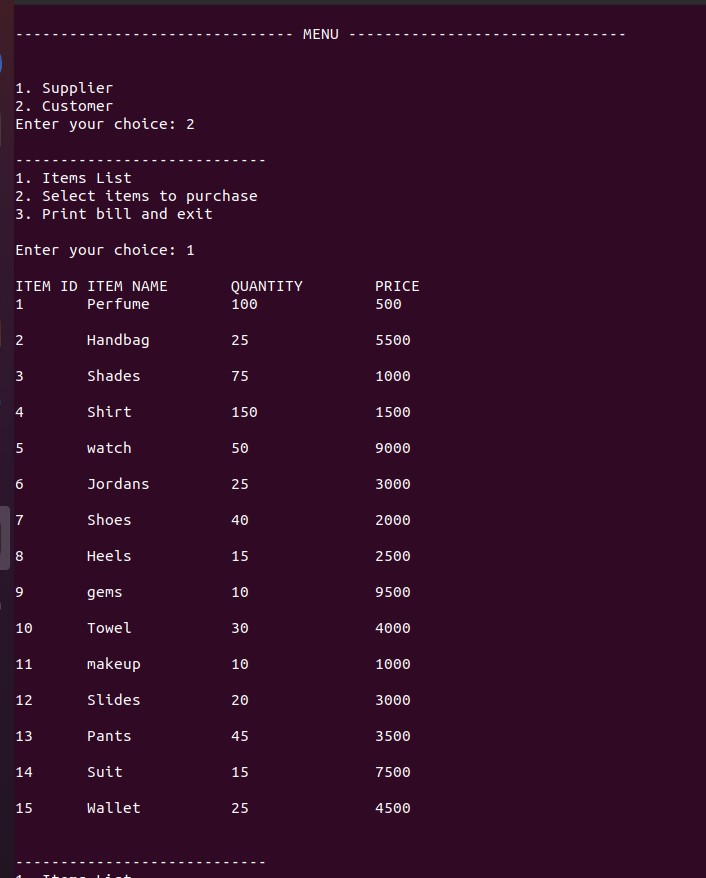 ------------------------------- MENU -------------------------------
1. Supplier
2. Customer
Enter your choice: 2
----------------------------
1. Items List
2. Select items to purchase
3. Print bill and exit
Enter your choice: 1
ITEM ID ITEM NAME       QUANTITY        PRICE
1       Perfume         100             500
2       Handbag         25              5500
3       Shades          75              1000
4       Shirt           150             1500
5       watch           50              9000
6       Jordans         25              3000
7       Shoes           40              2000
8       Heels           15              2500
9       gems            10              9500
10      Towel           30              4000
11      makeup          10              1000
12      Slides          20              3000
13      Pants           45              3500
14      Suit            15              7500
15      Wallet          25              4500
----------------------------
1. Items List